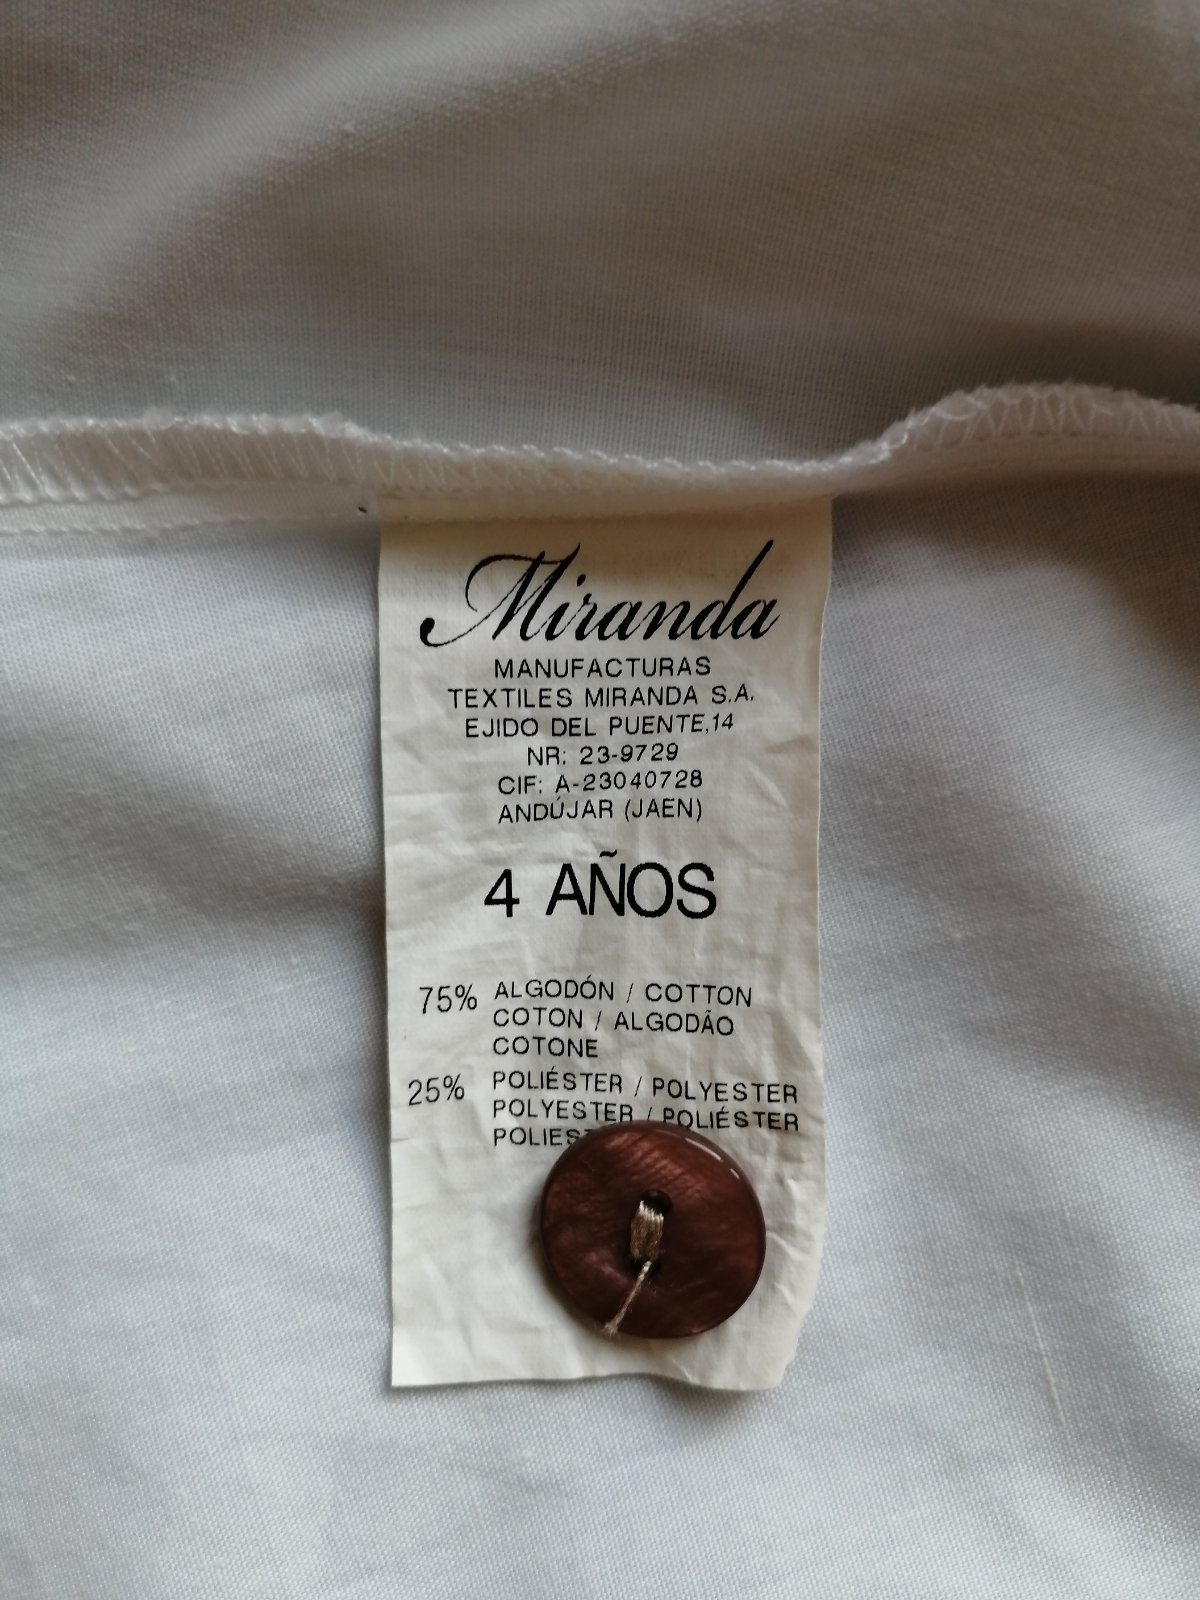 Miranda
MANUFACTURAS
TEXTILES MIRANDA S.A.
EJIDO DEL PUENTE,14
NR: 23-9729
CIF: A-23040728
ANDÚJAR (JAEN)
4 AÑOS
75% ALGODÓN / COTTON
COTON / ALGODÃO
COTONE
25% POLIÉSTER / POLYESTER
POLYESTER / POLIÉSTER